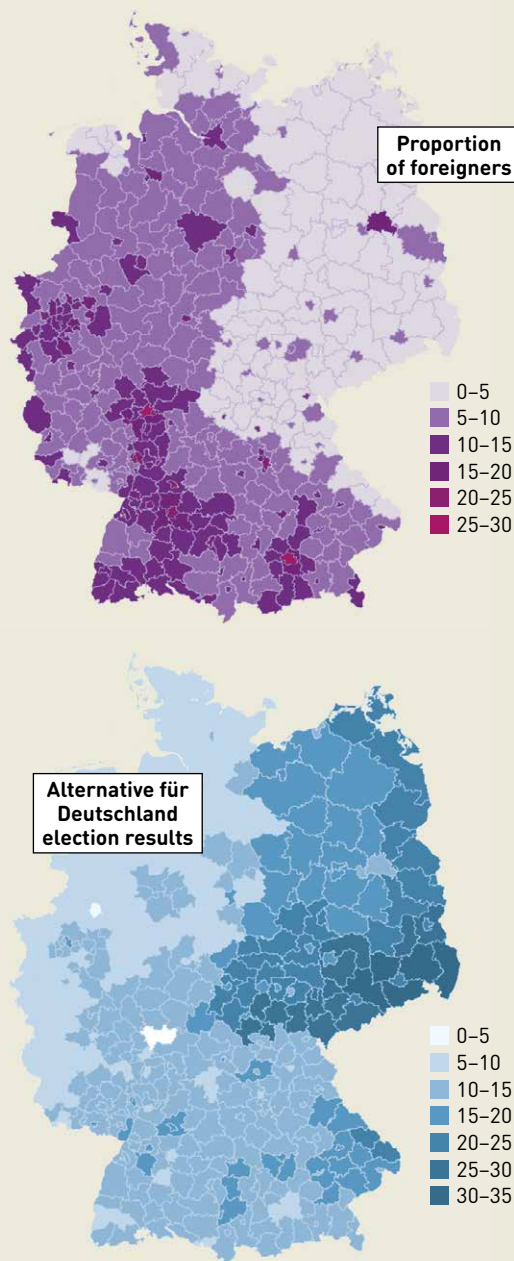 Proportion
of foreigners
0–5
5–10
10–15
15–20
20–25
25–30
Alternative für
Deutschland
election results
0–5
5–10
10–15
15–20
20–25
25–30
30–35